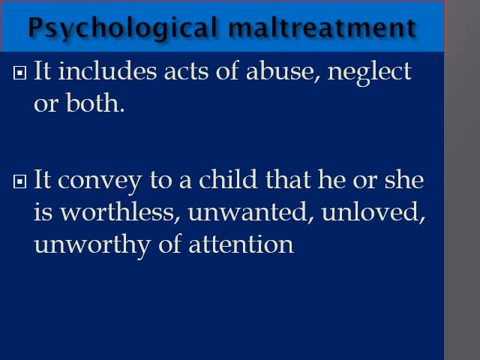 Psychological maltreatment
It includes acts of abuse, neglect
or both.
It convey to a child that he or she
is worthless, unwanted, unloved,
unworthy of attention